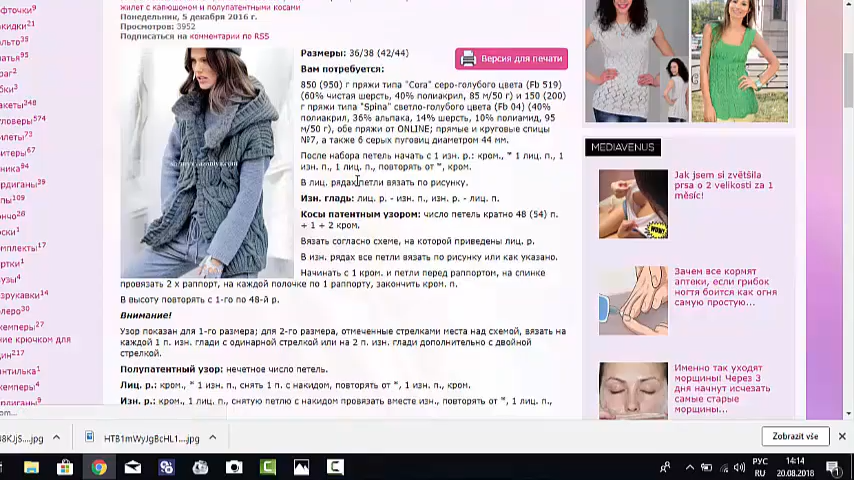 жилет с капюшоном и полупатентными косами
Понедельник, 5 декабря 2016 г.
Просмотров: 3952
Подписаться на комментарии по RSS
Размеры: 36/38 (42/44)
Версия для печати
Вам потребуется:
850 (950) г пряжи типа "Cora" серо-голубого цвета (Fb 519)
(60% чистая шерсть, 40% полиакрил, 85 м/50 г) и 150 (200)
г пряжи типа "Spina" светло-голубого цвета (Fb 04) (40%
полиакрил, 36% альпака, 14% шерсть, 10% полиамид, 95
м/50 г), обе пряжи от ONLINE; прямые и круговые спицы
№7, а также 6 серых пуговиц диаметром 44 мм.
После набора петель начать с 1 изн. р.: кром., * 1 лиц. п., 1
изн. п., 1 лиц. п., повторять от *, кром.
В лиц. рядах петли вязать по рисунку.
Изн. гладь: лиц. р. - изн. п., изн. р. - лиц. п.
Косы патентным узором: число петель кратно 48 (54) п.
+ 1 + 2 кром.
Вязать согласно схеме, на которой приведены лиц. р.
В изн. рядах все петли вязать по рисунку или как указано.
Начинать с 1 кром. и петли перед раппортом, на спинке
провязать 2 х раппорт, на каждой полочке по 1 раппорту, закончить кром. п.
В высоту повторять с 1-го по 48-й р.
Внимание!
Узор показан для 1-го размера; для 2-го размера, отмеченные стрелками места над схемой, вязать на
каждой 1 п. изн. глади с одинарной стрелкой или на 2 п. изн. глади дополнительно с двойной
стрелкой.
Полупатентный узор: нечетное число петель.
Лиц. р.: кром., * 1 изн. п., снять 1 п. с накидом, повторять от *, 1 изн. п., кром.
Изн. р.: кром., 1 лиц. п., снятую петлю с накидом провязать вместе изн., повторять от *, 1 лиц. п.,
MEDIAVENUS
Jak jsem si zvětšila
prsa o 2 velikosti za 1
měsíc!
WOW
Зачем все кормят
аптеки, если грибок
ногтя боится как огня
самую простую...
Именно так уходят
морщины! Через 3
дня начнут исчезать
самые старые
морщины...
HTB1mWyJgBcHL1....jpg
Zobrazit vše
РУС
RU
14:14
20.08.2018